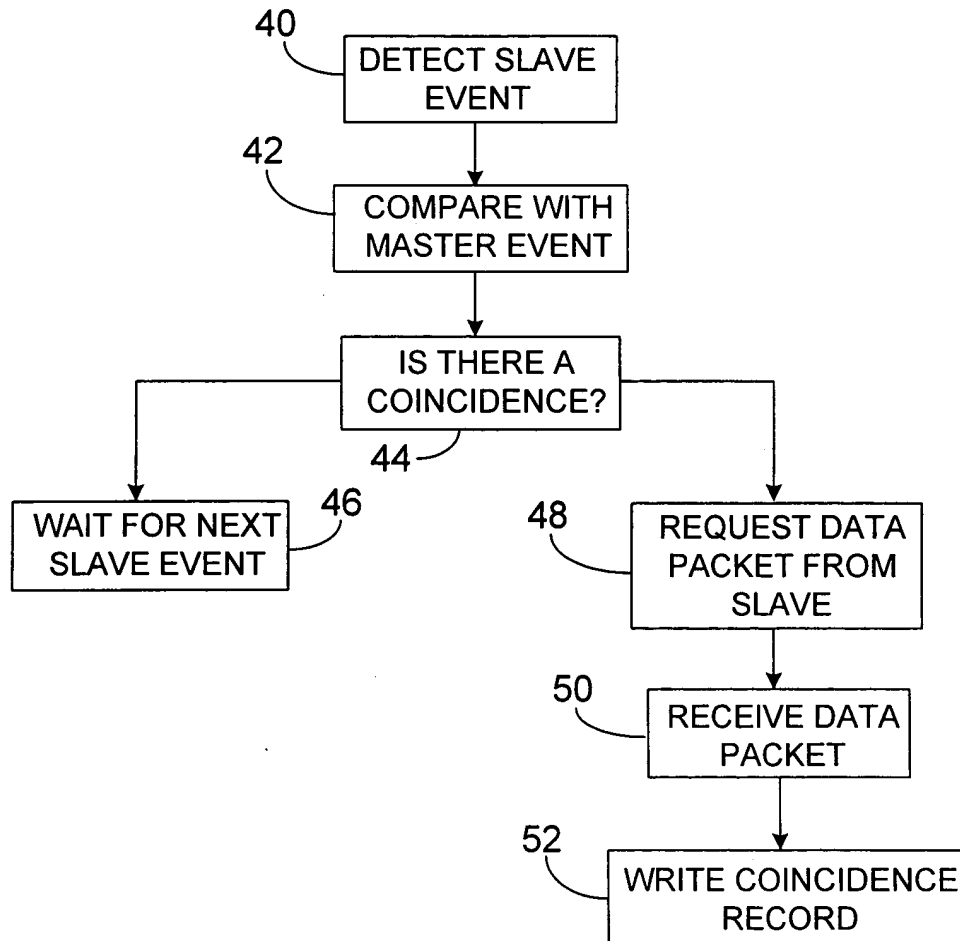 40
DETECT SLAVE
EVENT
42
COMPARE WITH
MASTER EVENT
IS THERE A
COINCIDENCE?
44
WAIT FOR NEXT
SLAVE EVENT
46
48
REQUEST DATA
PACKET FROM
SLAVE
50
RECEIVE DATA
PACKET
52
WRITE COINCIDENCE
RECORD